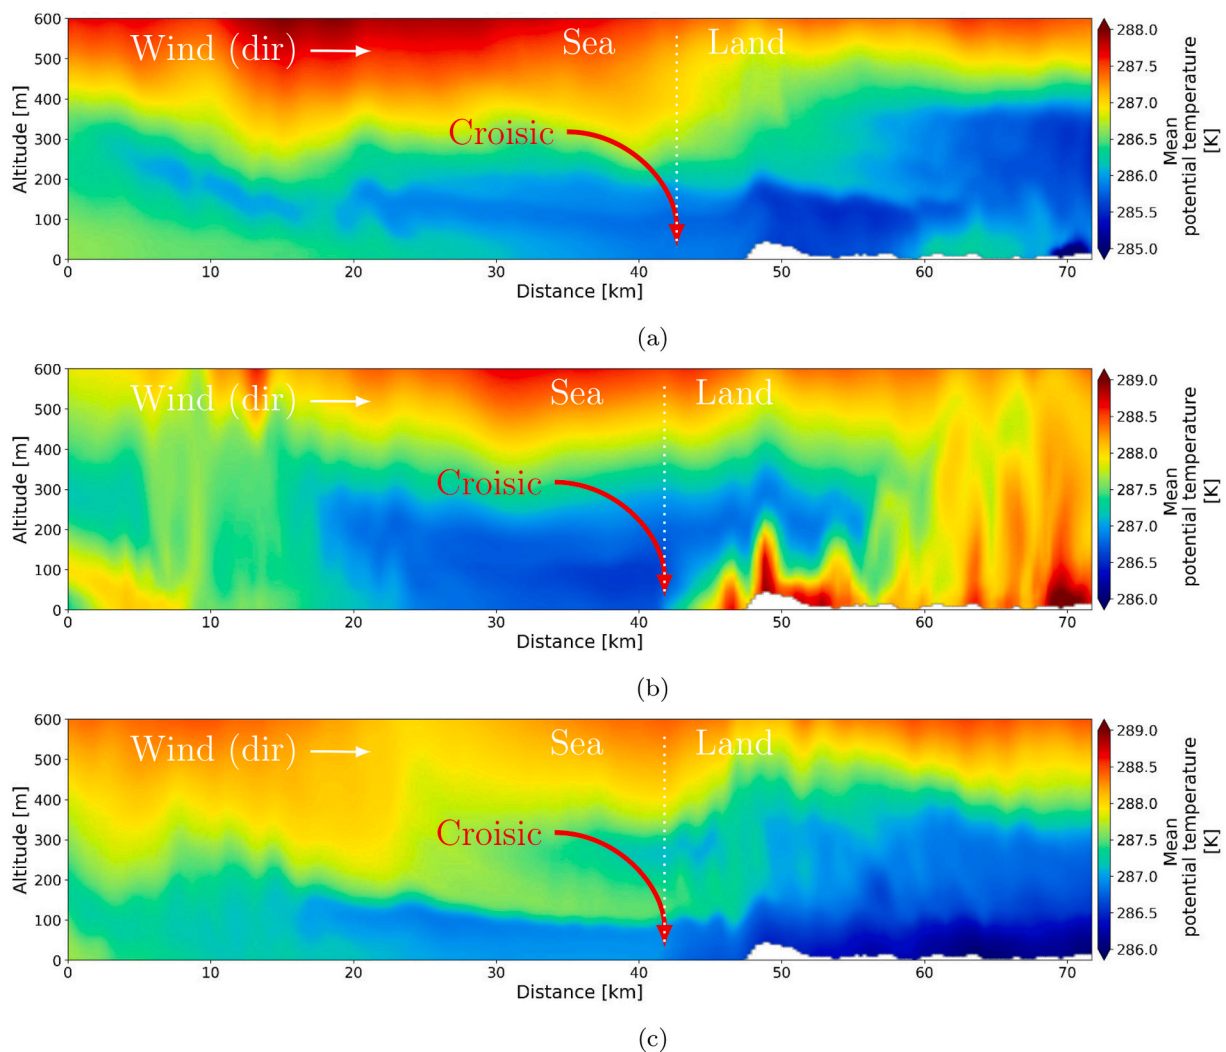 600
500
400
300
200
100
0
Altitude [m]
Wind (dir)
Sea
Land
Croisic
0 10 20 30 40 50 60 70
Distance [km]
288.0
287.5
287.0
286.5
286.0
285.5
285.0
Mean
potential temperature
[K]
(a)
600
500
400
300
200
100
0
Altitude [m]
Wind (dir)
Sea
Land
Croisic
0 10 20 30 40 50 60 70
Distance [km]
289.0
288.5
288.0
287.5
287.0
286.5
286.0
Mean
potential temperature
[K]
(b)
600
500
400
300
200
100
0
Altitude [m]
Wind (dir)
Sea
Land
Croisic
0 10 20 30 40 50 60 70
Distance [km]
289.0
288.5
288.0
287.5
287.0
286.5
286.0
Mean
potential temperature
[K]
(c)